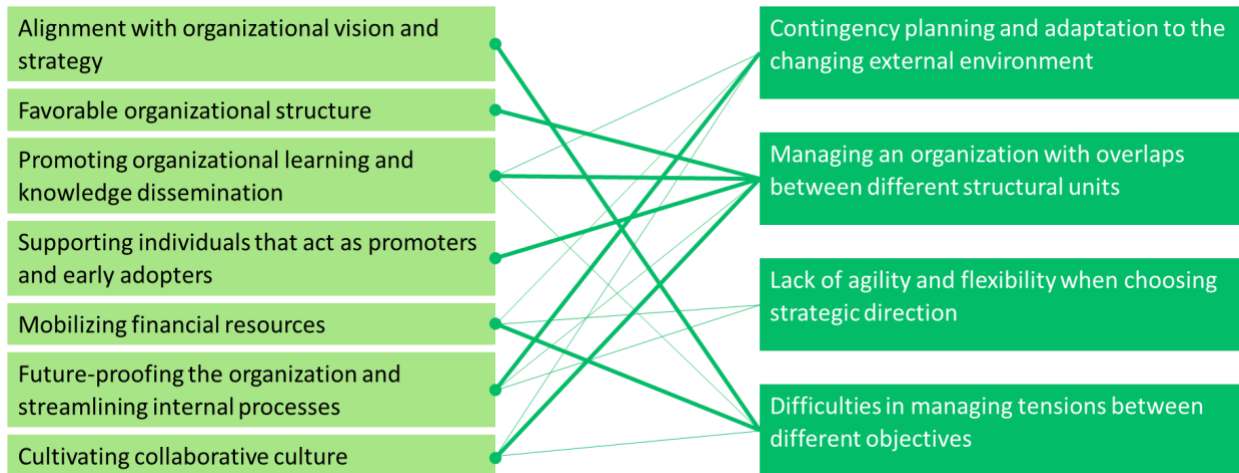 Alignment with organizational vision and
strategy
Favorable organizational structure
Promoting organizational learning and
knowledge dissemination
Supporting individuals that act as promoters
and early adopters
Mobilizing financial resources
Future-proofing the organization and
streamlining internal processes
Cultivating collaborative culture
Contingency planning and adaptation to the
changing external environment
Managing an organization with overlaps
between different structural units
Lack of agility and flexibility when choosing
strategic direction
Difficulties in managing tensions between
different objectives